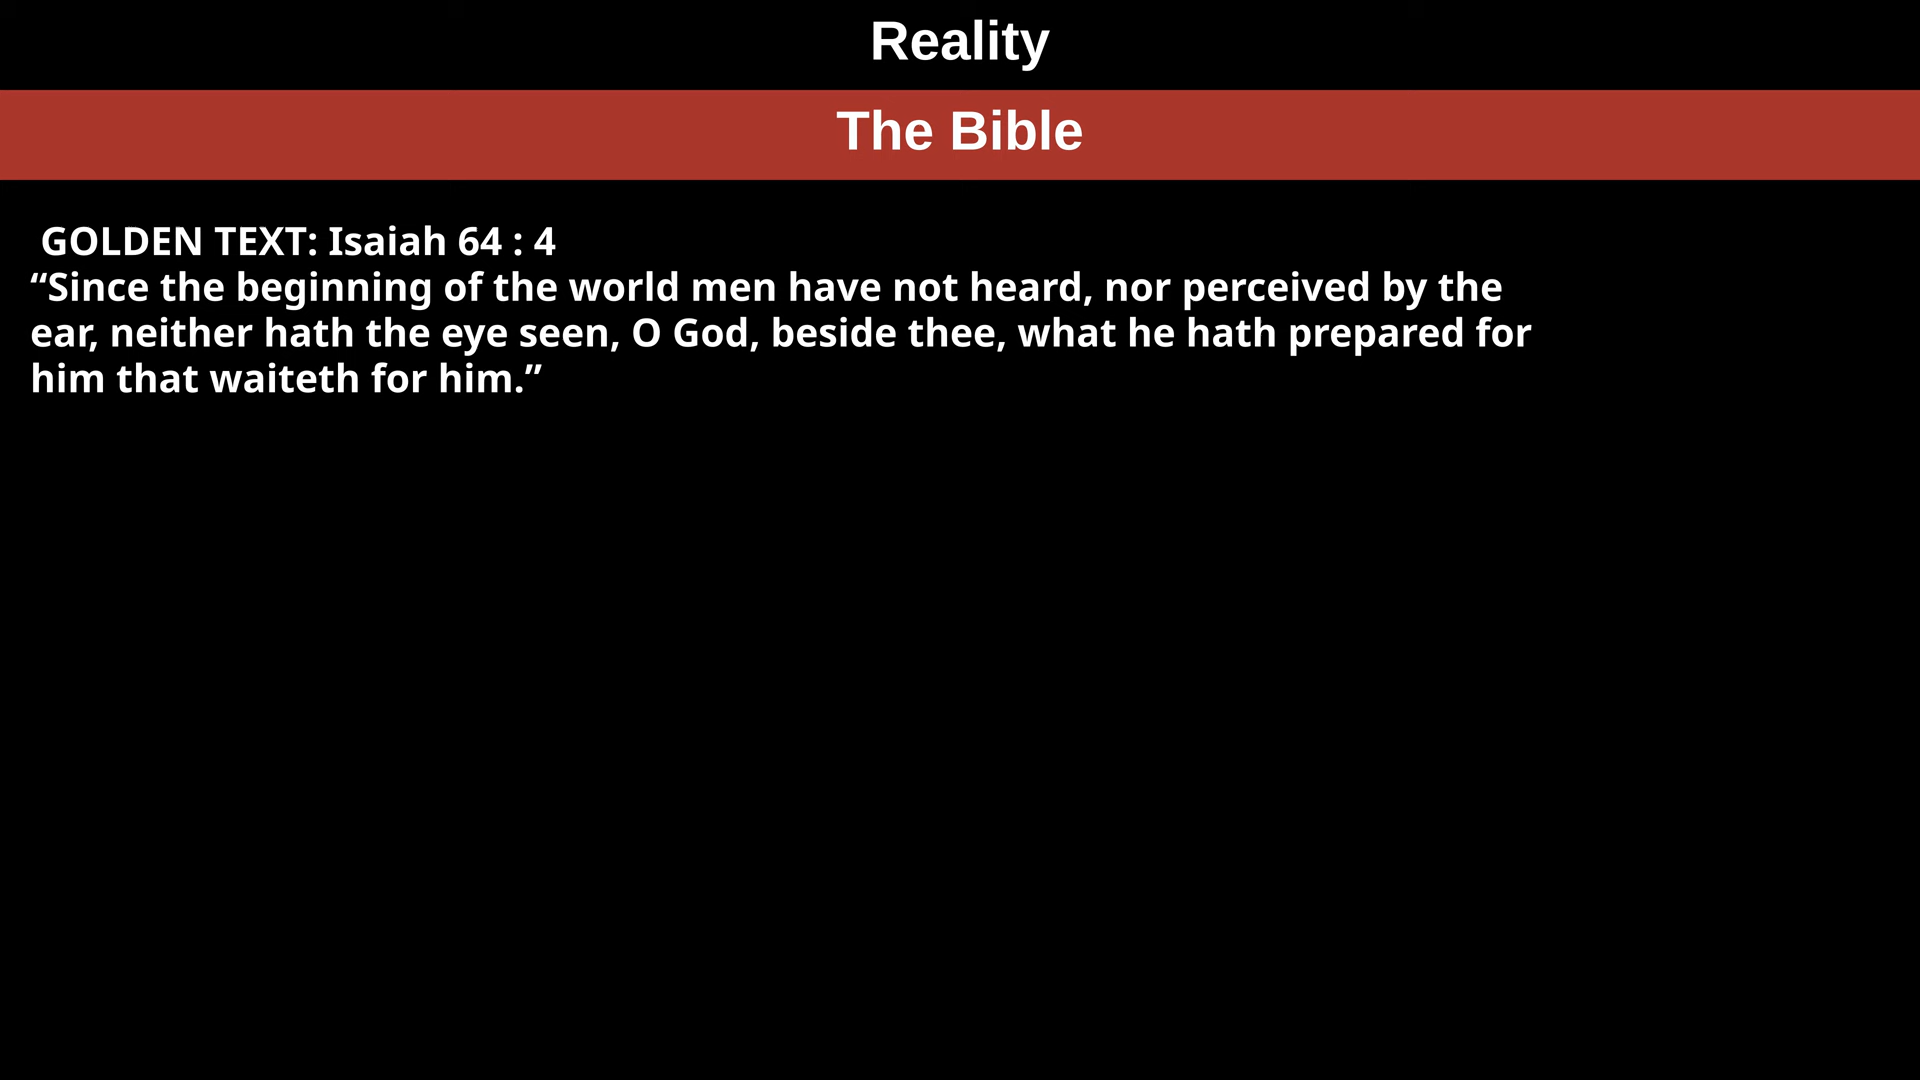 Reality
The Bible
GOLDEN TEXT: Isaiah 64 : 4
“Since the beginning of the world men have not heard, nor perceived by the
ear, neither hath the eye seen, O God, beside thee, what he hath prepared for
him that waiteth for him.”